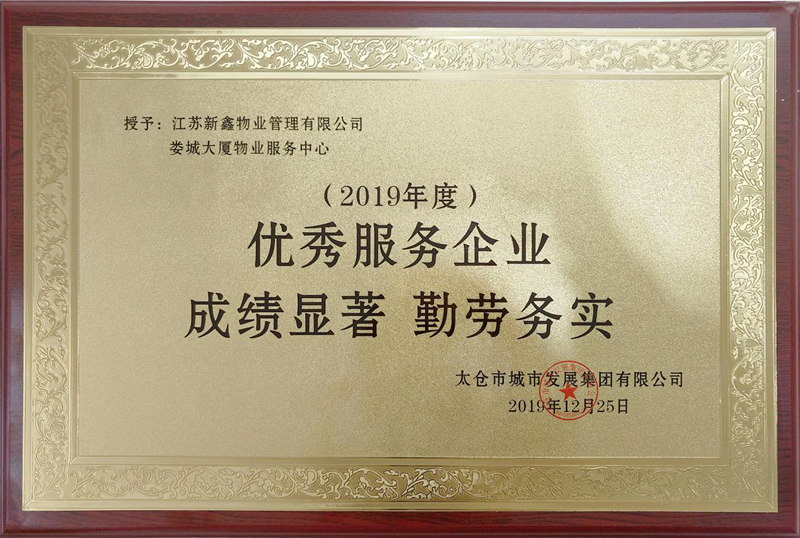 授予：江苏新鑫物业管理有限公司
娄城大厦物业服务中心
（2019年度）
优秀服务企业
成绩显著 勤劳务实
太仓市城市发展集团有限公司
2019年12月25日